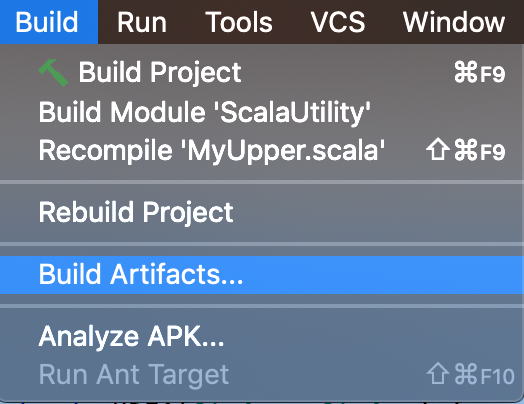 Build Run Tools VCS Window
Build Project ⌘F9
Build Module 'ScalaUtility'
Recompile 'MyUpper.scala' ⇧⌘F9
Rebuild Project
Build Artifacts...
Analyze APK...
Run Ant Target ⇧⌘F10